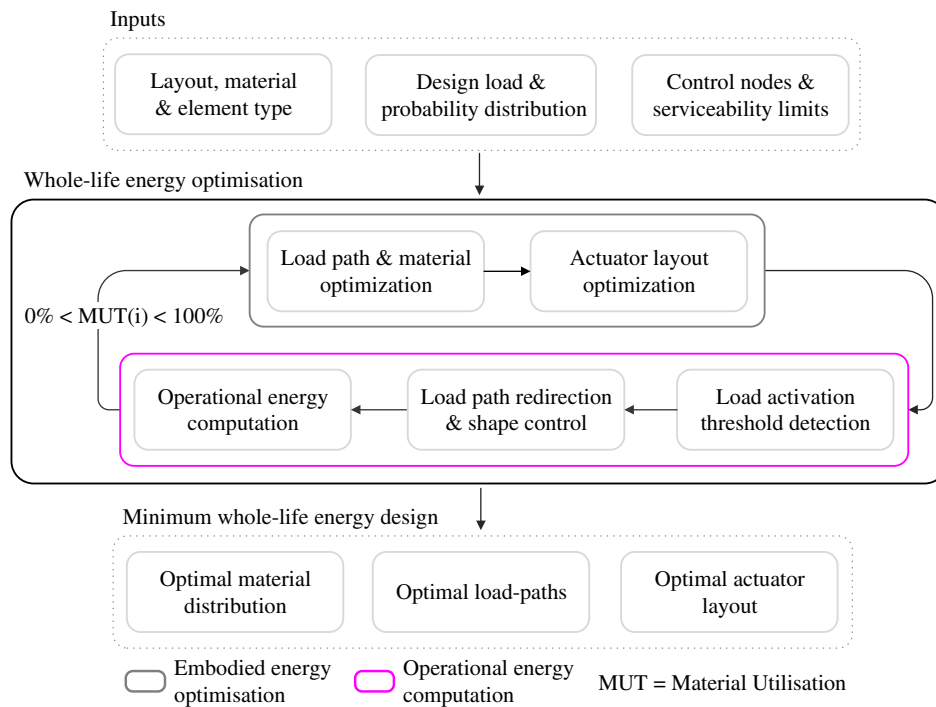 Inputs
Layout, material
& element type
Design load &
probability distribution
Control nodes &
serviceability limits
Whole-life energy optimisation
Load path & material
optimization
Actuator layout
optimization
0% < MUT(i) < 100%
Operational energy
computation
Load path redirection
& shape control
Load activation
threshold detection
Minimum whole-life energy design
Optimal material
distribution
Optimal load-paths
Optimal actuator
layout
Embodied energy
optimisation
Operational energy
computation
MUT = Material Utilisation